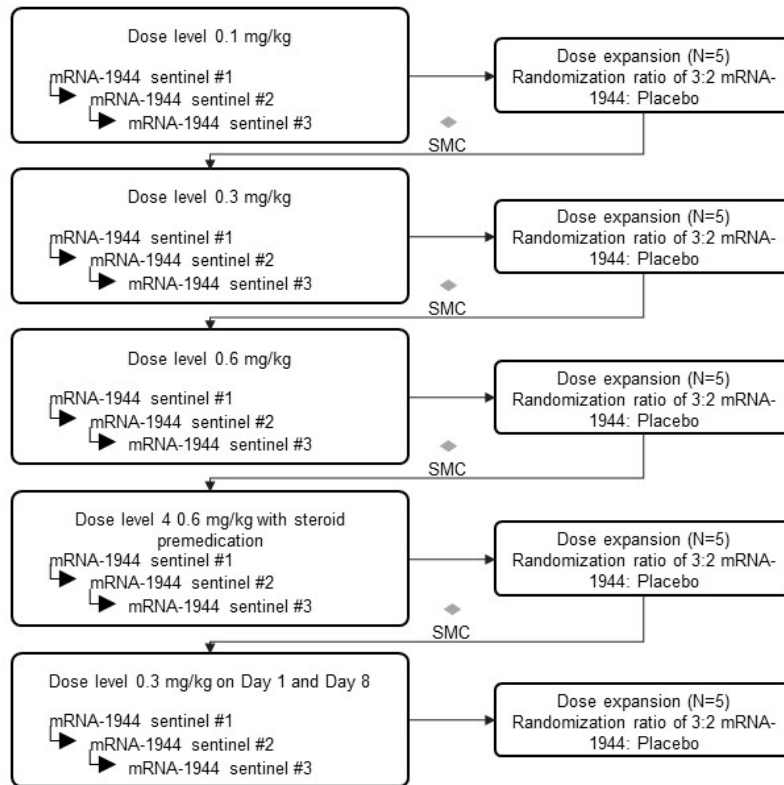 Dose level 0.1 mg/kg
mRNA-1944 sentinel #1
mRNA-1944 sentinel #2
mRNA-1944 sentinel #3
Dose expansion (N=5)
Randomization ratio of 3:2 mRNA-
1944: Placebo
SMC
Dose level 0.3 mg/kg
mRNA-1944 sentinel #1
mRNA-1944 sentinel #2
mRNA-1944 sentinel #3
Dose expansion (N=5)
Randomization ratio of 3:2 mRNA-
1944: Placebo
SMC
Dose level 0.6 mg/kg
mRNA-1944 sentinel #1
mRNA-1944 sentinel #2
mRNA-1944 sentinel #3
Dose expansion (N=5)
Randomization ratio of 3:2 mRNA-
1944: Placebo
SMC
Dose level 4 0.6 mg/kg with steroid
premedication
mRNA-1944 sentinel #1
mRNA-1944 sentinel #2
mRNA-1944 sentinel #3
Dose expansion (N=5)
Randomization ratio of 3:2 mRNA-
1944: Placebo
SMC
Dose level 0.3 mg/kg on Day 1 and Day 8
mRNA-1944 sentinel #1
mRNA-1944 sentinel #2
mRNA-1944 sentinel #3
Dose expansion (N=5)
Randomization ratio of 3:2 mRNA-
1944: Placebo